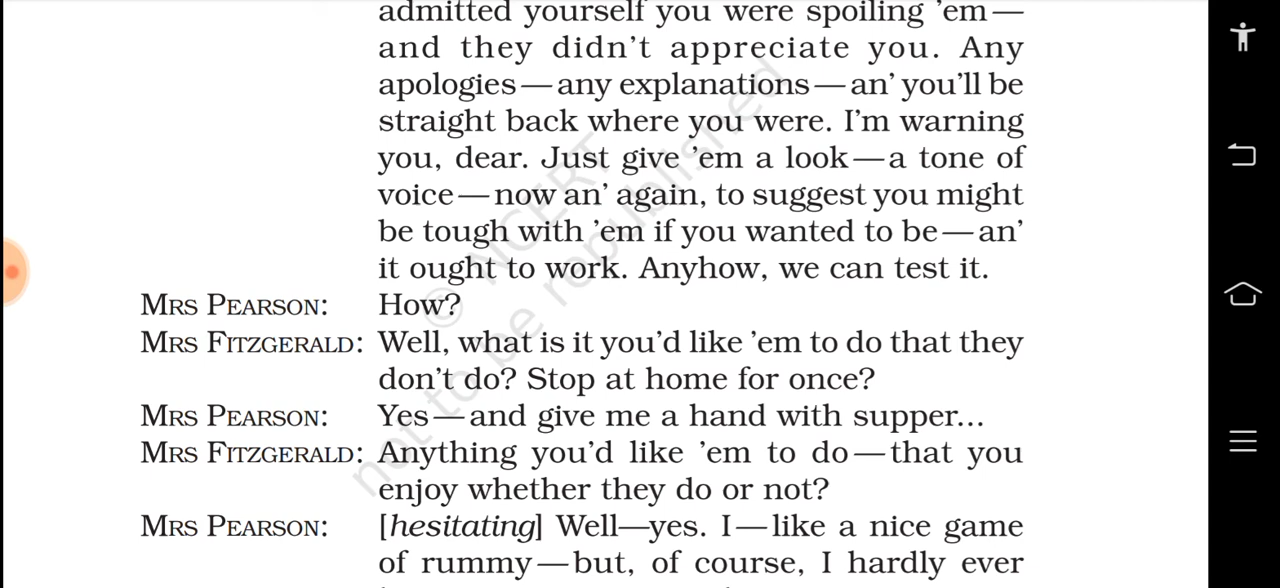 admitted yourself you were spoiling ’em—
and they didn’t appreciate you. Any
apologies—any explanations—an’ you’ll be
straight back where you were. I’m warning
you, dear. Just give ’em a look—a tone of
voice—now an’ again, to suggest you might
be tough with ’em if you wanted to be—an’
it ought to work. Anyhow, we can test it.
MRS PEARSON: How?
MRS FITZGERALD: Well, what is it you’d like ’em to do that they
don’t do? Stop at home for once?
MRS PEARSON: Yes—and give me a hand with supper...
MRS FITZGERALD: Anything you’d like ’em to do—that you
enjoy whether they do or not?
MRS PEARSON: [hesitating] Well—yes. I—like a nice game
of rummy—but, of course, I hardly ever
© NCERT
not to be republished